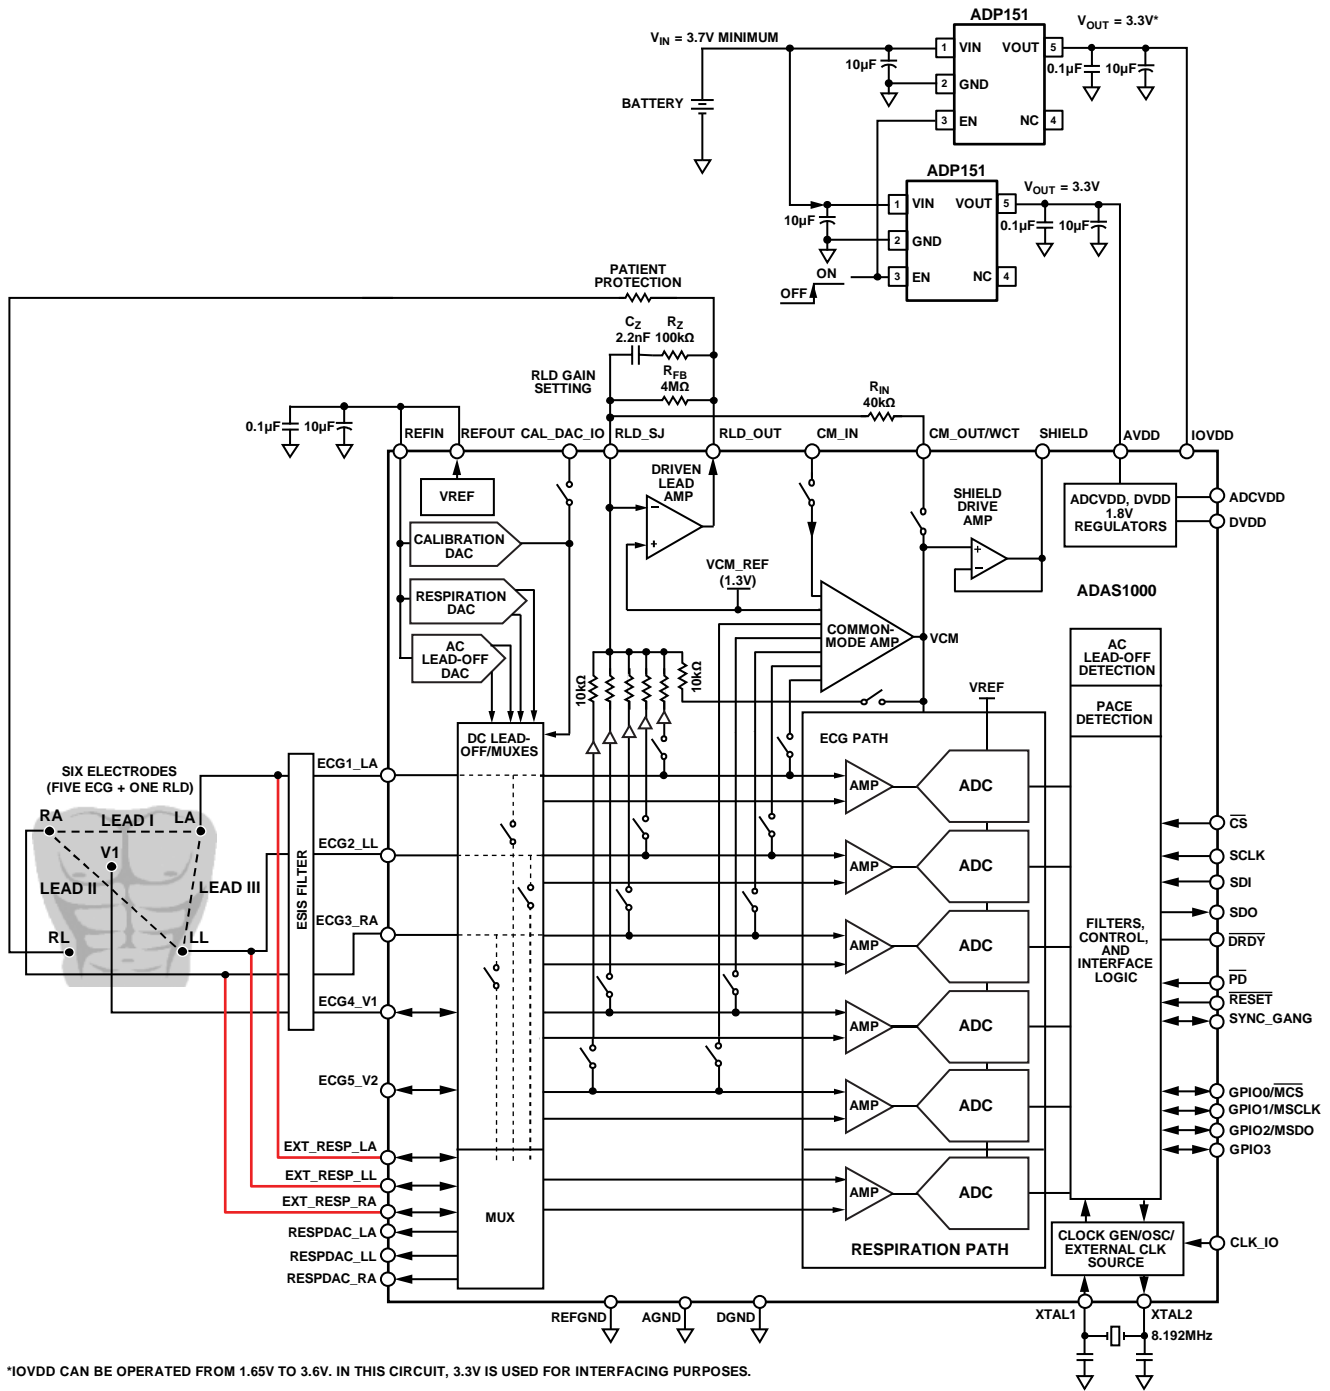 ADP151
VIN = 3.7V MINIMUM
VOUT = 3.3V*
1 VIN VOUT 5
10µF
0.1µF 10µF
2 GND
BATTERY
3 EN NC 4
ADP151
VOUT = 3.3V
1 VIN VOUT 5
10µF
0.1µF 10µF
2 GND
3 EN NC 4
ON
OFF
PATIENT
PROTECTION
CZ RZ
2.2nF 100kΩ
RFB
4MΩ
RLD GAIN
SETTING
RIN
40kΩ
0.1µF 10µF
REFIN REFOUT CAL_DAC_IO RLD_SJ RLD_OUT CM_IN CM_OUT/WCT SHIELD AVDD IOVDD
VREF
DRIVEN
LEAD
AMP
−
+
SHIELD
DRIVE
AMP
+
−
ADCVDD, DVDD
1.8V
REGULATORS
ADCVDD
DVDD
CALIBRATION
DAC
VCM_REF
(1.3V)
RESPIRATION
DAC
ADAS1000
COMMON-
MODE AMP
VCM
AC
LEAD-OFF
DAC
10kΩ
10kΩ
VREF
AC
LEAD-OFF
DETECTION
PACE
DETECTION
DC LEAD-
OFF/MUXES
ECG PATH
SIX ELECTRODES
(FIVE ECG + ONE RLD)
ECG1_LA
AMP ADC
RA LEAD I LA
V1
LEAD II LEAD III
RL LL
ESIS FILTER
ECG2_LL
AMP ADC
ECG3_RA
AMP ADC
ECG4_V1
AMP ADC
ECG5_V2
AMP ADC
FILTERS,
CONTROL,
AND
INTERFACE
LOGIC
CS
SCLK
SDI
SDO
DRDY
PD
RESET
SYNC_GANG
GPIO0/MCS
GPIO1/MSCLK
GPIO2/MSDO
GPIO3
EXT_RESP_LA
EXT_RESP_LL
EXT_RESP_RA
RESPDAC_LA
RESPDAC_LL
RESPDAC_RA
MUX
AMP ADC
RESPIRATION PATH
CLOCK GEN/OSC/
EXTERNAL CLK
SOURCE
CLK_IO
REFGND AGND DGND
XTAL1 XTAL2
8.192MHz
*IOVDD CAN BE OPERATED FROM 1.65V TO 3.6V. IN THIS CIRCUIT, 3.3V IS USED FOR INTERFACING PURPOSES.